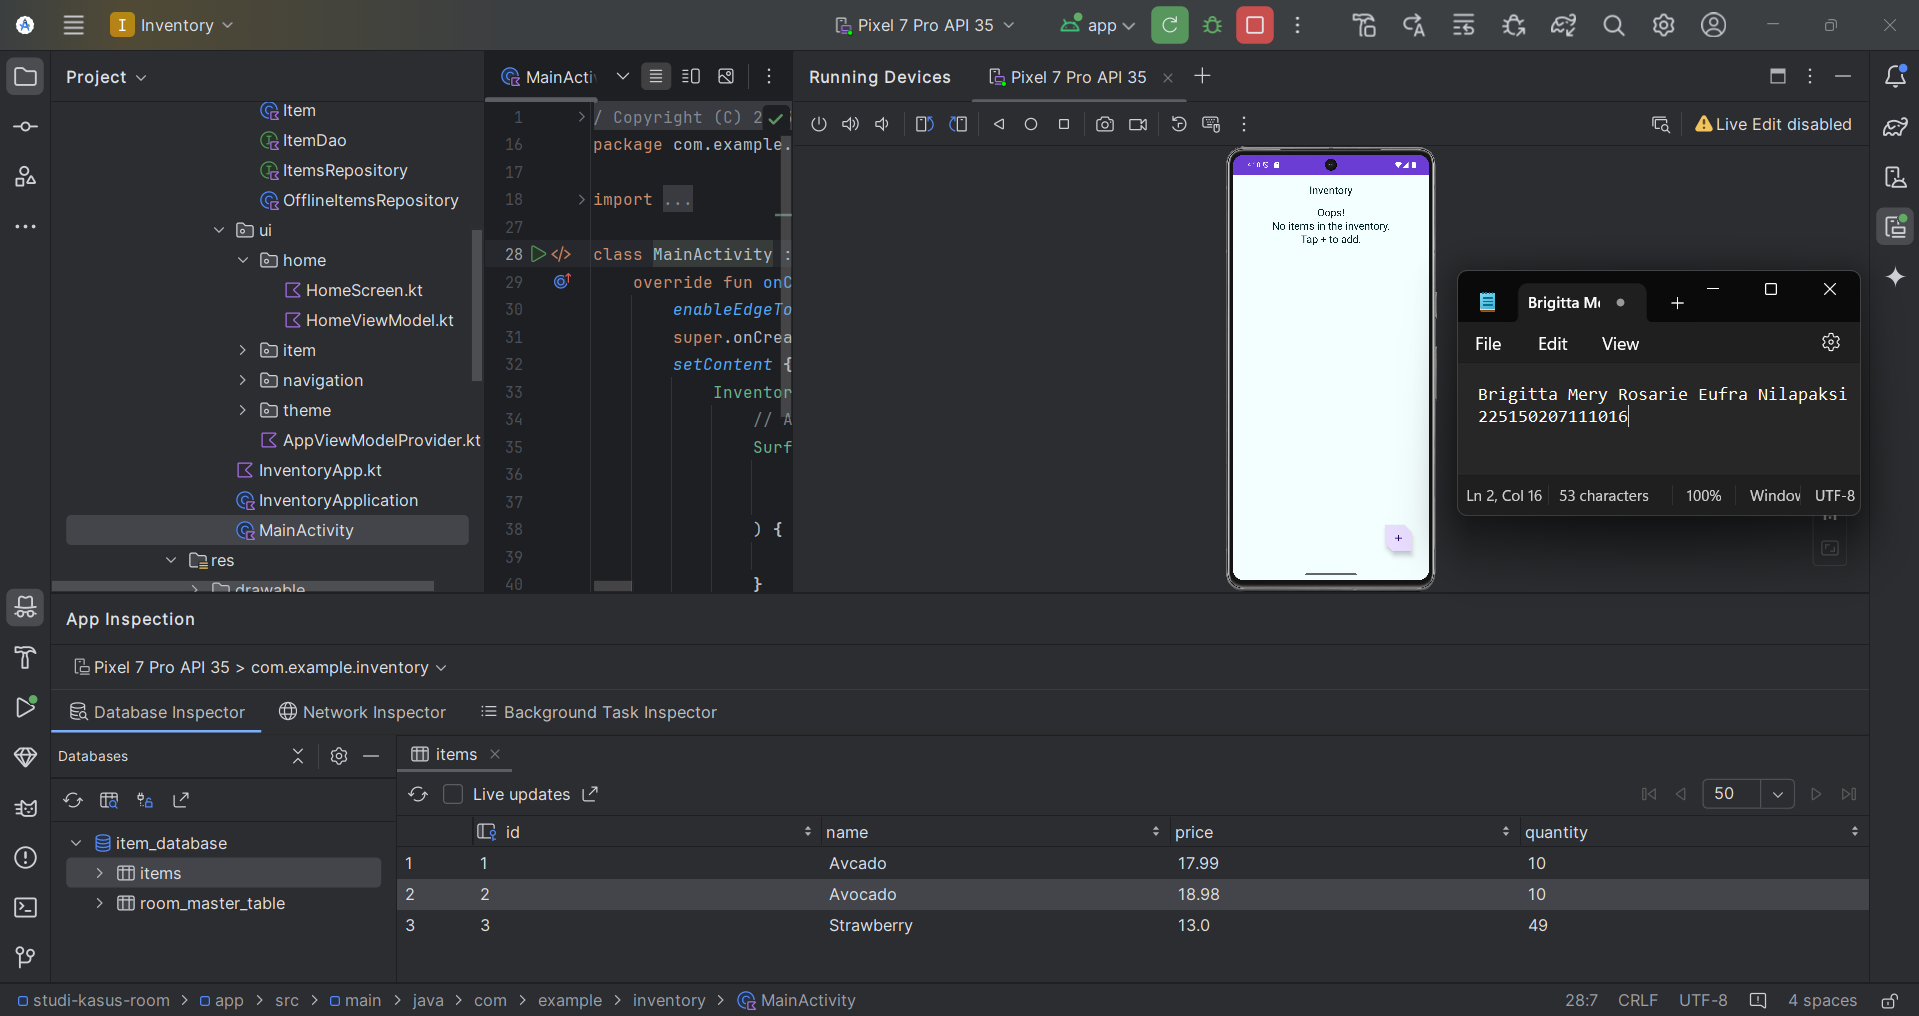 I Inventory Pixel 7 Pro API 35 app
Project
Item
ItemDao
ItemsRepository
OfflineItemsRepository
ui
home
HomeScreen.kt
HomeViewModel.kt
item
navigation
theme
AppViewModelProvider.kt
InventoryApp.kt
InventoryApplication
MainActivity
res
drawable
MainActiv
1 / Copyright (C) 2
16 package com.example.
17
18 import ...
27
28 class MainActivity :
29 override fun onC
30 enableEdgeTo
31 super.onCrea
32 setContent {
33 Inventor
34 // A
35 Surf
36
37
38 ) {
39
40 }
Running Devices Pixel 7 Pro API 35
Live Edit disabled
Inventory
Oops!
No items in the inventory.
Tap + to add.
+
Brigitta Me
File Edit View
Brigitta Mery Rosarie Eufra Nilapaksi
225150207111016
Ln 2, Col 16 53 characters 100% Window UTF-8
App Inspection
Pixel 7 Pro API 35 > com.example.inventory
Database Inspector Network Inspector Background Task Inspector
Databases
item_database
items
room_master_table
items
Live updates 50
id name price quantity
1 1 Avcado 17.99 10
2 2 Avocado 18.98 10
3 3 Strawberry 13.0 49
studi-kasus-room > app > src > main > java > com > example > inventory > MainActivity 28:7 CRLF UTF-8 4 spaces